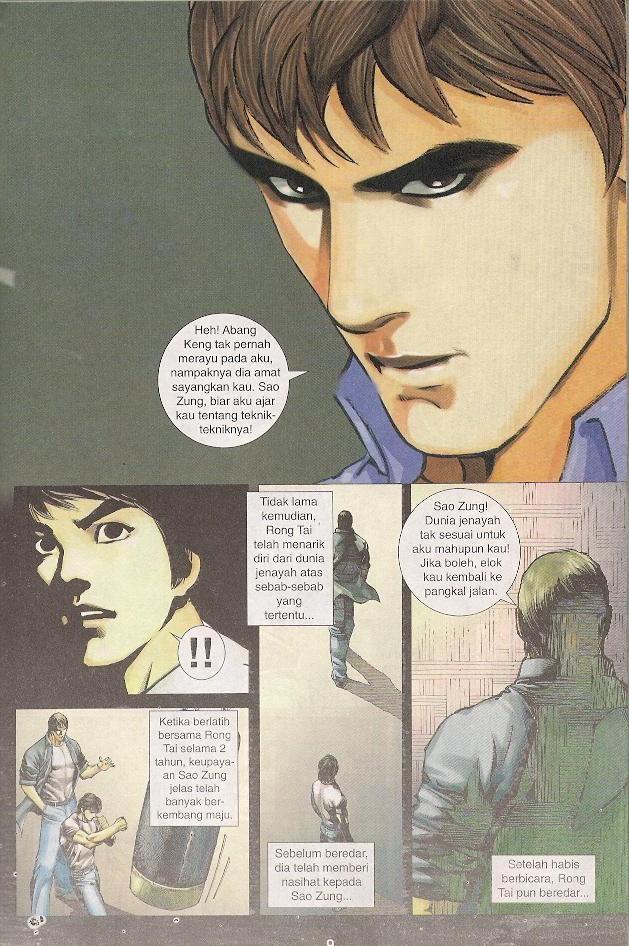 Heh! Abang
Keng tak pernah
merayu pada aku,
nampaknya dia amat
sayangkan kau. Sao
Zung, biar aku ajar
kau tentang teknik-
tekniknya!
!!
Ketika berlatih
bersama Rong
Tai selama 2
tahun, keupaya-
an Sao Zung
jelas telah
banyak ber-
kembang maju.
Tidak lama
kemudian,
Rong Tai
telah menarik
diri dari dunia
jenayah atas
sebab-sebab
yang
tertentu...
Sebelum beredar,
dia telah memberi
nasihat kepada
Sao Zung...
Sao Zung!
Dunia jenayah
tak sesuai untuk
aku mahupun kau!
Jika boleh, elok
kau kembali ke
pangkal jalan.
Setelah habis
berbicara, Rong
Tai pun beredar...